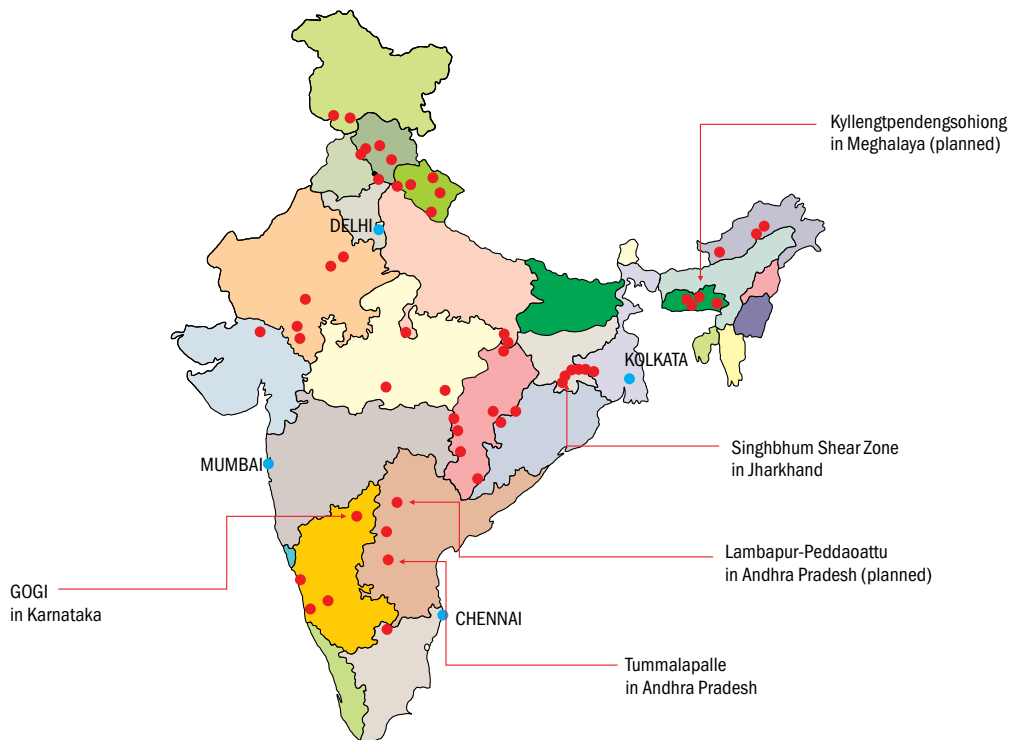 Kyllengtpendengsohiong
in Meghalaya (planned)
DELHI
KOLKATA
Singhbhum Shear Zone
in Jharkhand
MUMBAI
Lambapur-Peddaoattu
in Andhra Pradesh (planned)
GOGI
in Karnataka
CHENNAI
Tummalapalle
in Andhra Pradesh